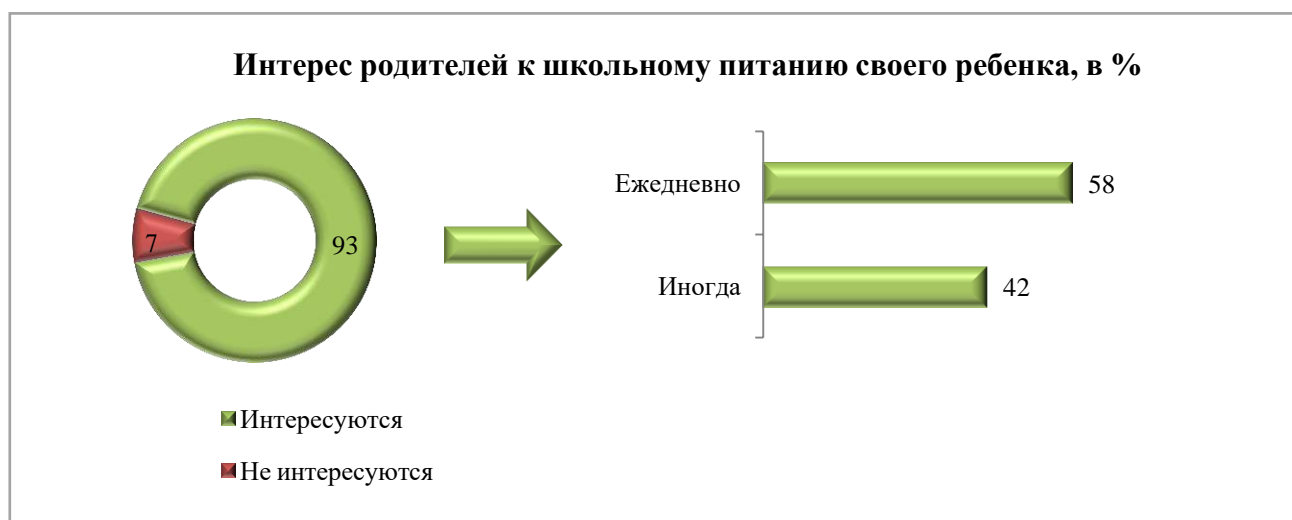 Интерес родителей к школьному питанию своего ребенка, в %
7
93
Ежедневно
58
Иногда
42
Интересуются
Не интересуются